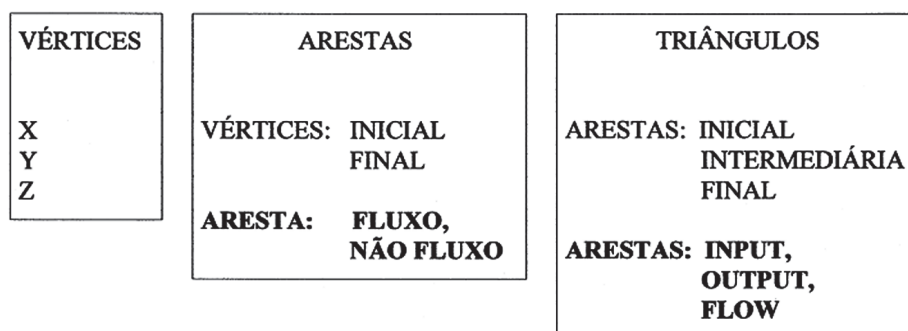 VÉRTICES
X
Y
Z
ARESTAS
VÉRTICES: INICIAL
FINAL
ARESTA: FLUXO,
NÃO FLUXO
TRIÂNGULOS
ARESTAS: INICIAL
INTERMEDIÁRIA
FINAL
ARESTAS: INPUT,
OUTPUT,
FLOW